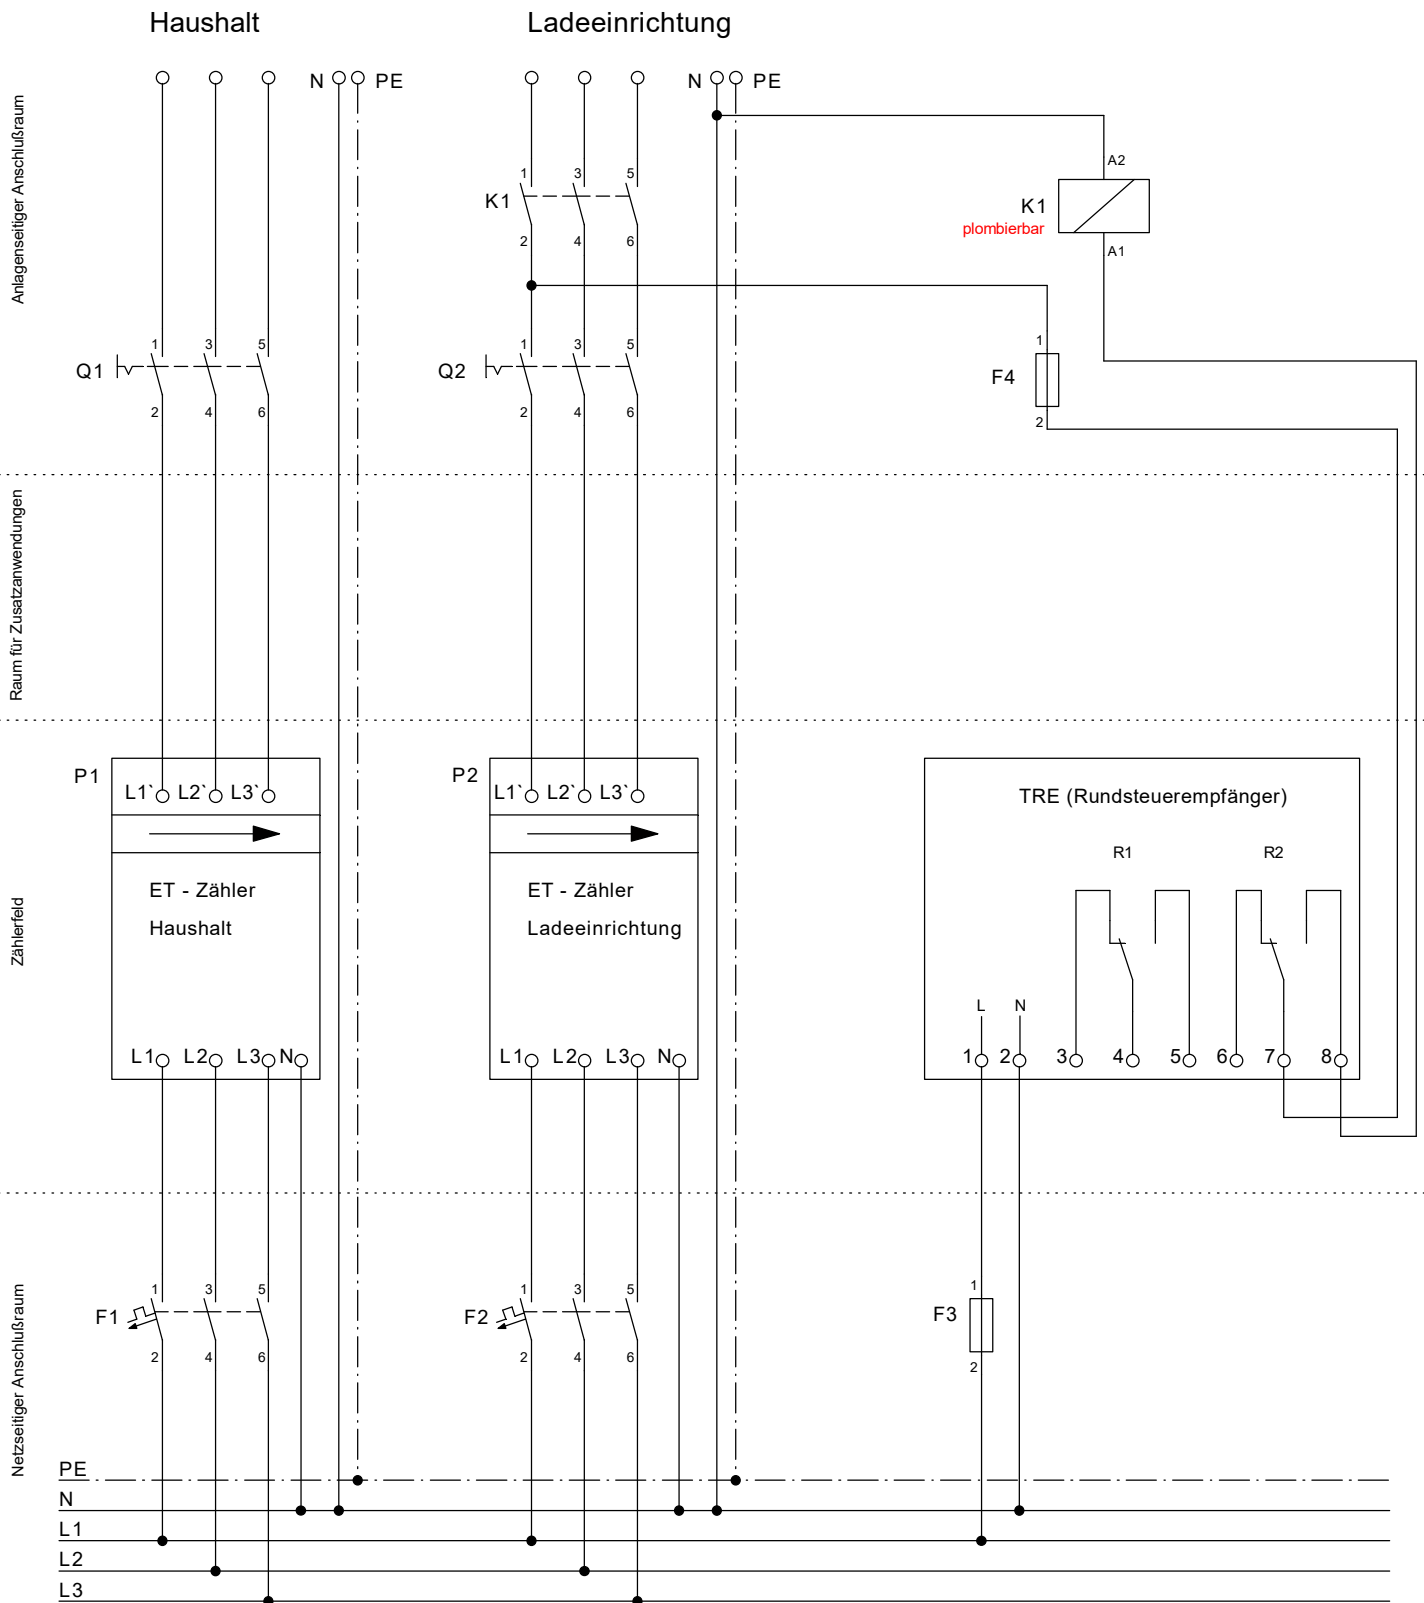 Haushalt Ladeeinrichtung
N PE N PE
Anlagenseitiger Anschlußraum
A2
1 3 5
K1 K1
plombierbar
2 4 6 A1
1 3 5 1 3 5 1
Q1 Q2 F4
2 4 6 2 4 6 2
Raum für Zusatzanwendungen
P1 P2
L1` L2` L3` L1` L2` L3` TRE (Rundsteuerempfänger)
R1 R2
ET - Zähler ET - Zähler
Haushalt Ladeeinrichtung
Zählerfeld
L N
L1 L2 L3 N L1 L2 L3 N 1 2 3 4 5 6 7 8
1 3 5 1 3 5 1
F1 F2 F3
2 4 6 2 4 6 2
Netzseitiger Anschlußraum
PE
N
L1
L2
L3